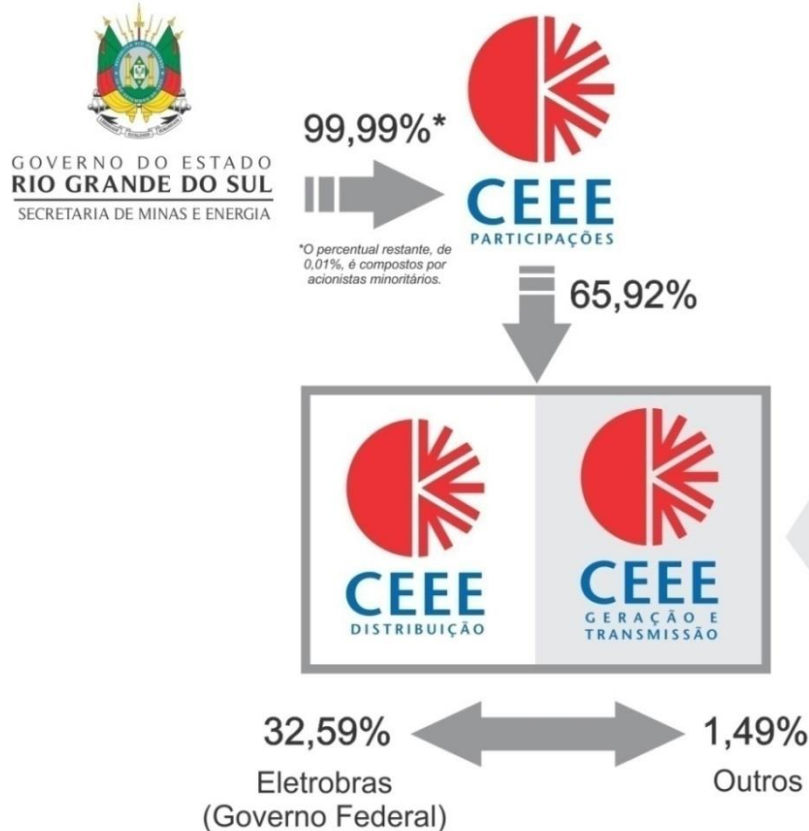 GOVERNO DO ESTADO
RIO GRANDE DO SUL
SECRETARIA DE MINAS E ENERGIA
99,99%*
*O percentual restante, de
0,01%, é compostos por
acionistas minoritários.
CEEE
PARTICIPAÇÕES
65,92%
CEEE
DISTRIBUIÇÃO
CEEE
GERAÇÃO E
TRANSMISSÃO
32,59%
Eletrobras
(Governo Federal)
1,49%
Outros